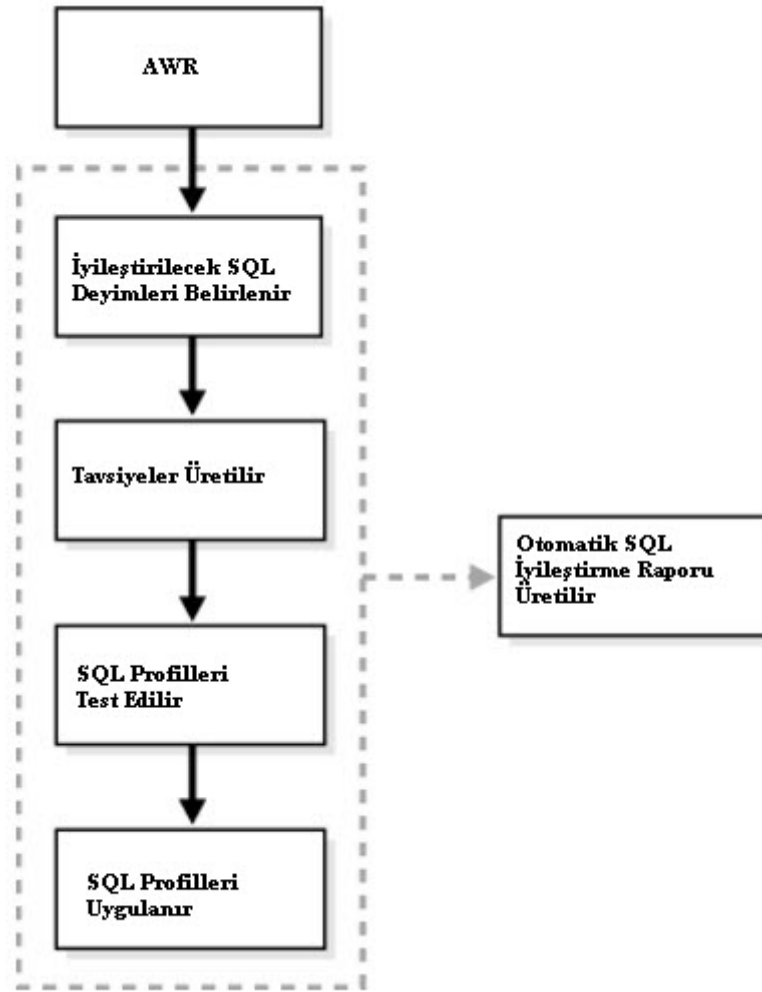 AWR
İyileştirilecek SQL
Deyimleri Belirlenir
Tavsiyeler Üretilir
SQL Profilleri
Test Edilir
SQL Profilleri
Uygulanır
Otomatik SQL
İyileştirme Raporu
Üretilir